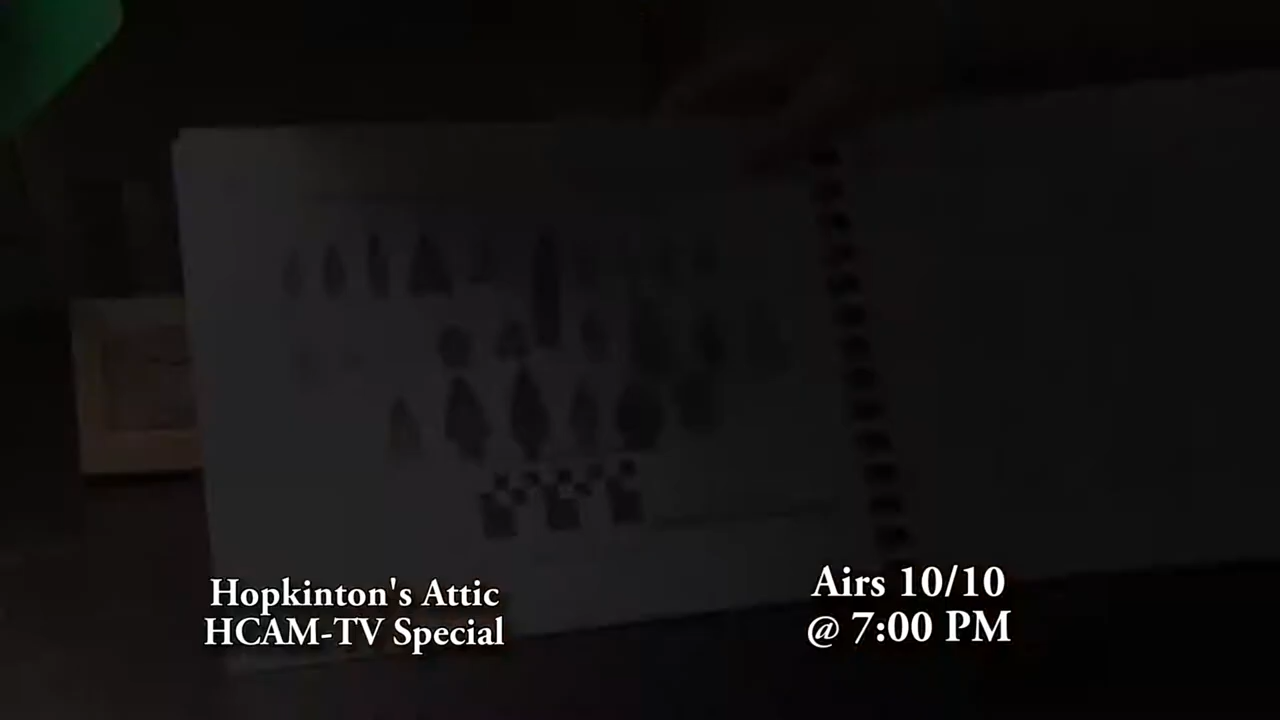 Hopkinton's Attic
HCAM-TV Special
Airs 10/10
@ 7:00 PM